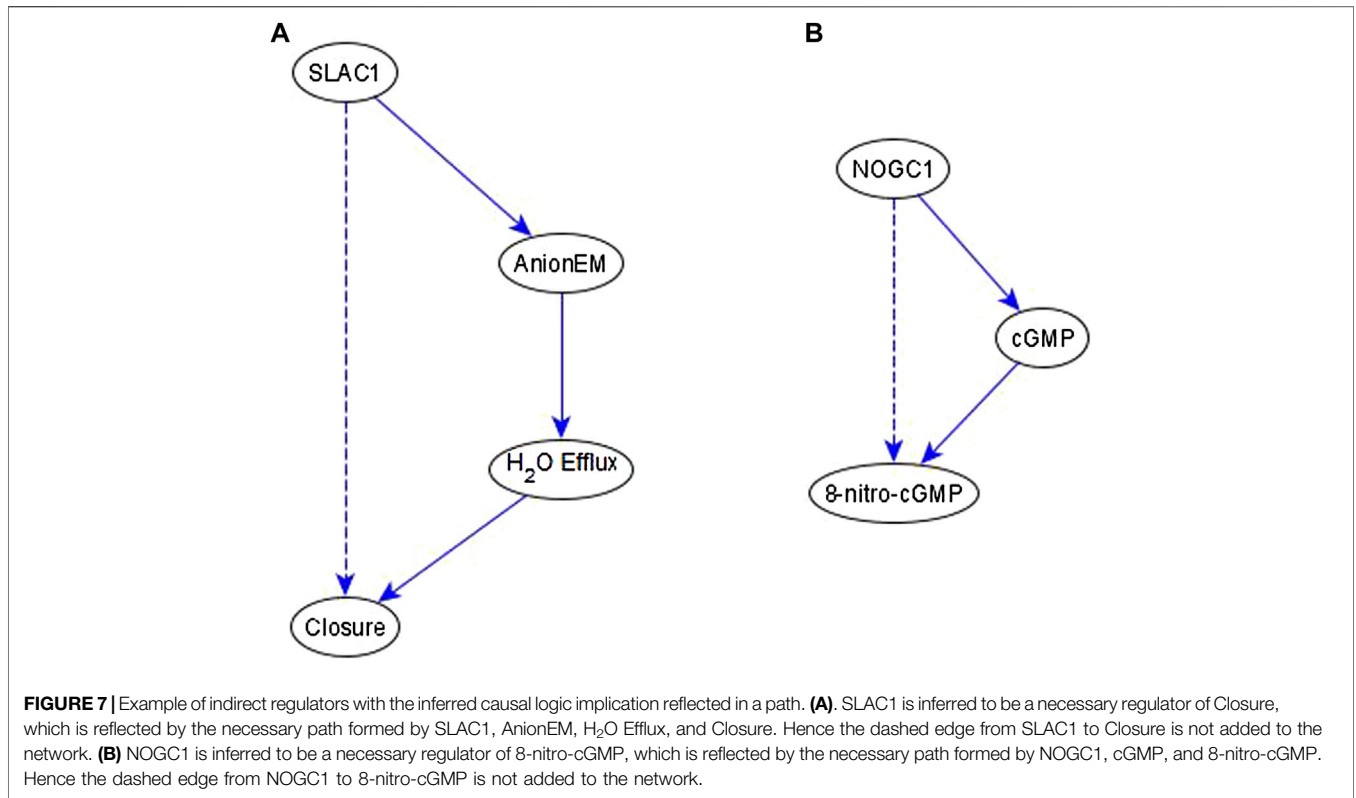 A
B
SLAC1
NOGC1
AnionEM
cGMP
H₂O Efflux
8-nitro-cGMP
Closure
FIGURE 7 | Example of indirect regulators with the inferred causal logic implication reflected in a path. (A). SLAC1 is inferred to be a necessary regulator of Closure,
which is reflected by the necessary path formed by SLAC1, AnionEM, H₂O Efflux, and Closure. Hence the dashed edge from SLAC1 to Closure is not added to the
network. (B) NOGC1 is inferred to be a necessary regulator of 8-nitro-cGMP, which is reflected by the necessary path formed by NOGC1, cGMP, and 8-nitro-cGMP.
Hence the dashed edge from NOGC1 to 8-nitro-cGMP is not added to the network.